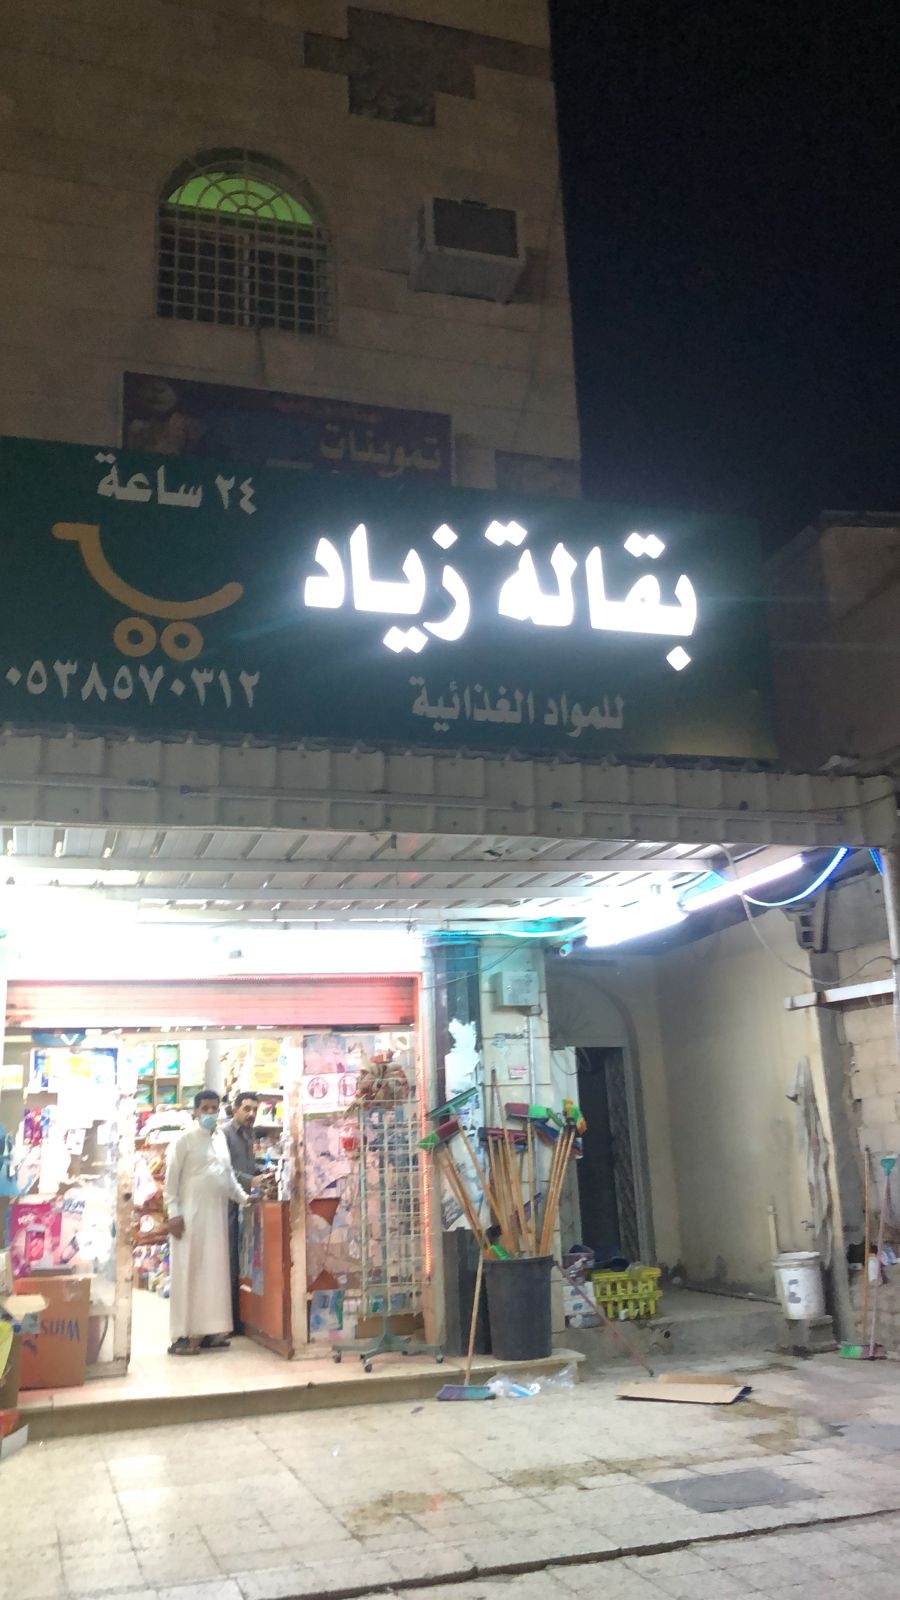 تموينات
٢٤ ساعة
بقالة زياد
للمواد الغذائية
٠٥٣٨٥٧٠٣١٢